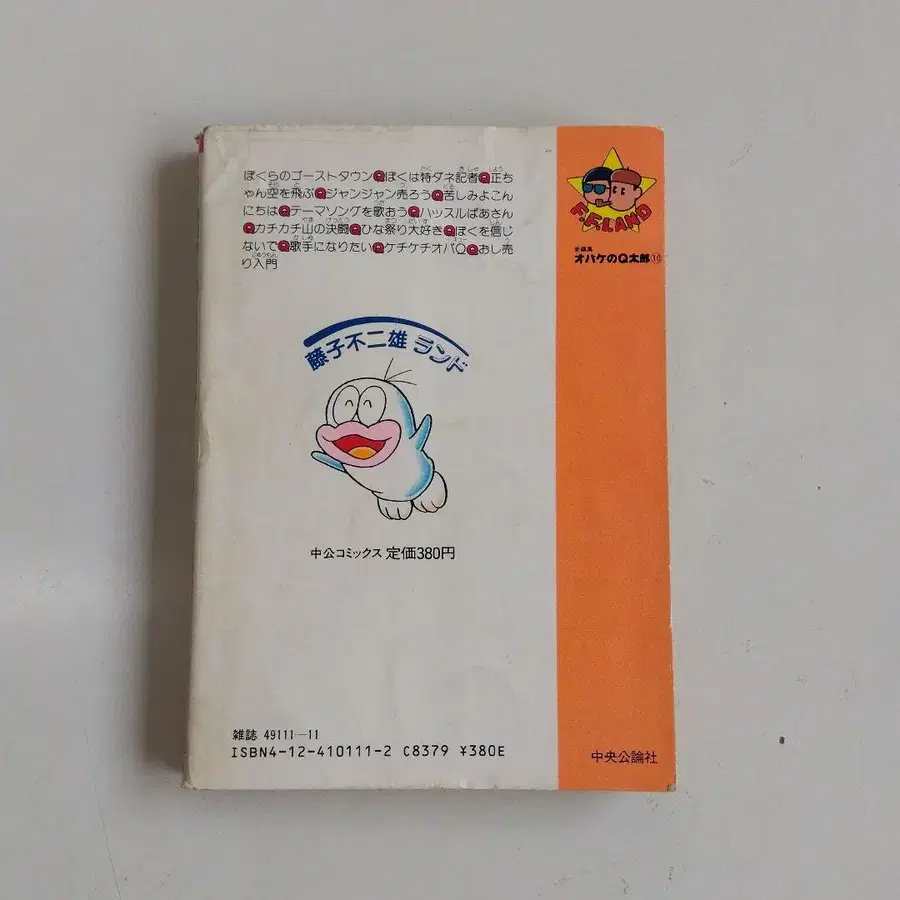 ぼくらのゴーストタウンQぼくは特ダネ記者Q正ち
ゃん空を飛ぶQジャンジャン売ろうQ苦しみよこん
にちはQテーマソングを歌おうQハッスルばあさん
Qカチカチ山の決闘Qひな祭り大好きQぼくを信じ
ないでQ歌手になりたいQケチケチオバQQおし売
り入門
藤子不二雄ランド
中公コミックス 定価380円
雑誌 49111-11
ISBN4-12-410111-2 C8379 ¥380E
F.F.LAND
新編集
オバケのQ太郎⑩
中央公論社